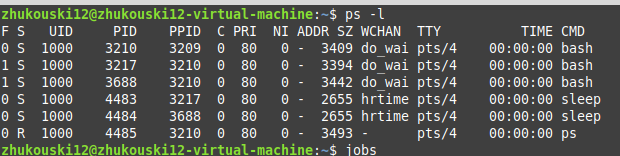 zhukouski12@zhukouski12-virtual-machine:~$ ps -l
F S   UID     PID    PPID  C PRI  NI ADDR SZ WCHAN  TTY          TIME CMD
0 S  1000    3210    3209  0  80   0 -  3409 do_wai pts/4    00:00:00 bash
1 S  1000    3217    3210  0  80   0 -  3394 do_wai pts/4    00:00:00 bash
1 S  1000    3688    3210  0  80   0 -  3442 do_wai pts/4    00:00:00 bash
0 S  1000    4483    3217  0  80   0 -  2655 hrtime pts/4    00:00:00 sleep
0 S  1000    4484    3688  0  80   0 -  2655 hrtime pts/4    00:00:00 sleep
0 R  1000    4485    3210  0  80   0 -  3493 -      pts/4    00:00:00 ps
zhukouski12@zhukouski12-virtual-machine:~$ jobs